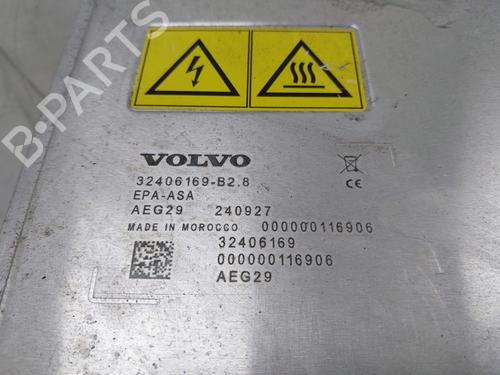 B-PARTS
VOLVO
32406169-B2.8
EPA-ASA
AEG29 240927
MADE IN MOROCCO 000000116906
32406169
000000116906
AEG29
CE